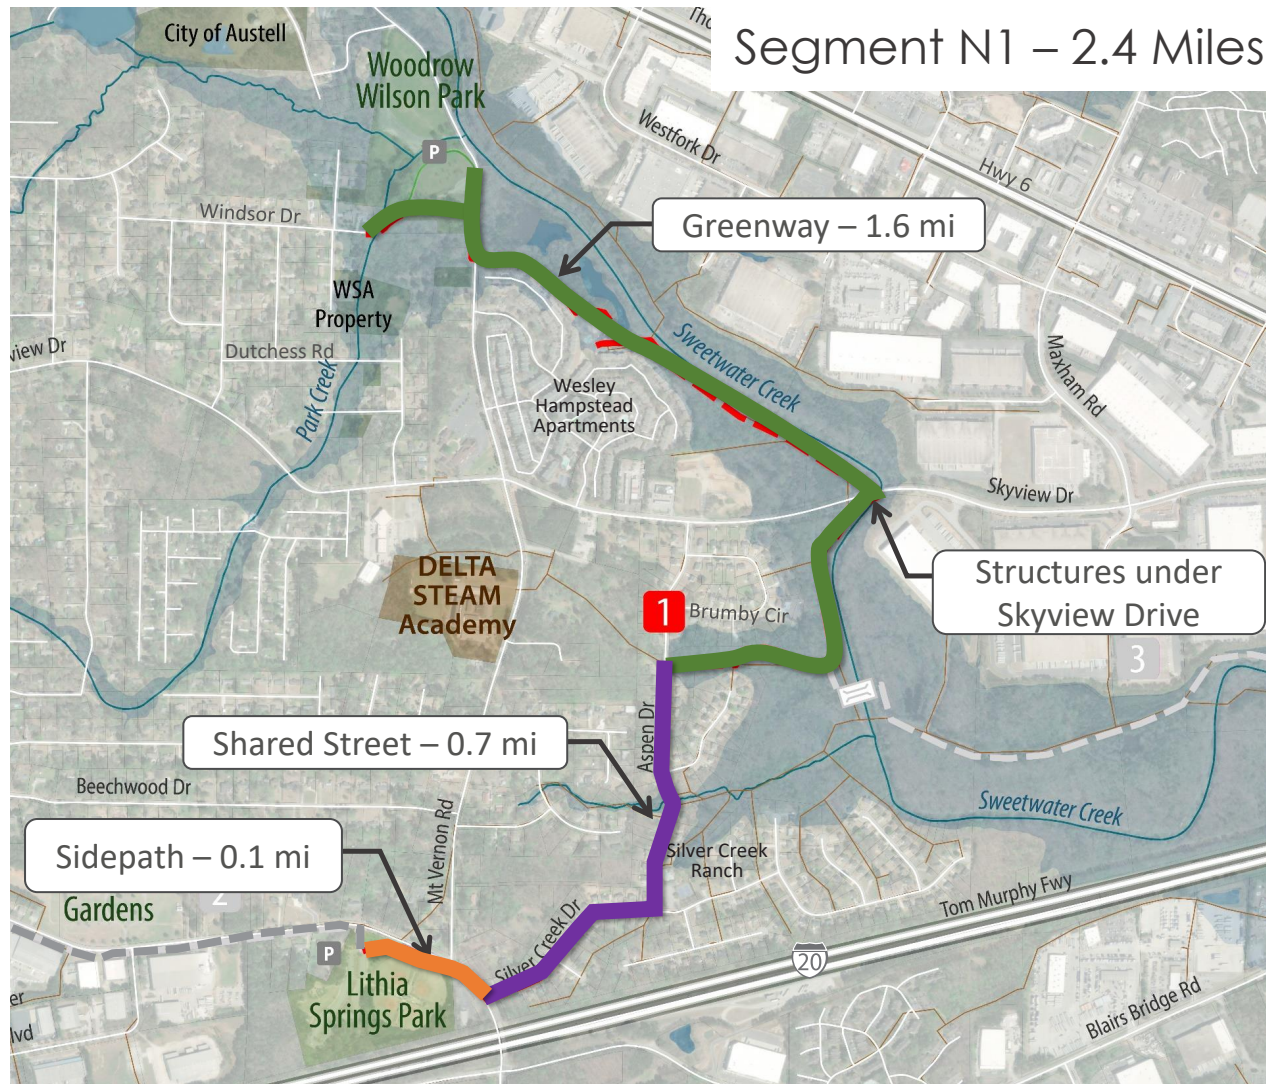 Segment N1 – 2.4 Miles
City of Austell
Woodrow
Wilson Park
P
Westfork Dr
Hwy 6
Windsor Dr
Greenway – 1.6 mi
WSA
Property
Dutchess Rd
view Dr
Park Creek
Sweetwater Creek
Maxham Rd
Wesley
Hampstead
Apartments
Skyview Dr
DELTA
STEAM
Academy
Structures under
Skyview Drive
1
Brumby Cir
3
Aspen Dr
Shared Street – 0.7 mi
Beechwood Dr
Sweetwater Creek
Mt Vernon Rd
Sidepath – 0.1 mi
Silver Creek
Ranch
2
Gardens
Tom Murphy Fwy
Silver Creek Dr
P
20
Lithia
Springs Park
er
lvd
Blairs Bridge Rd